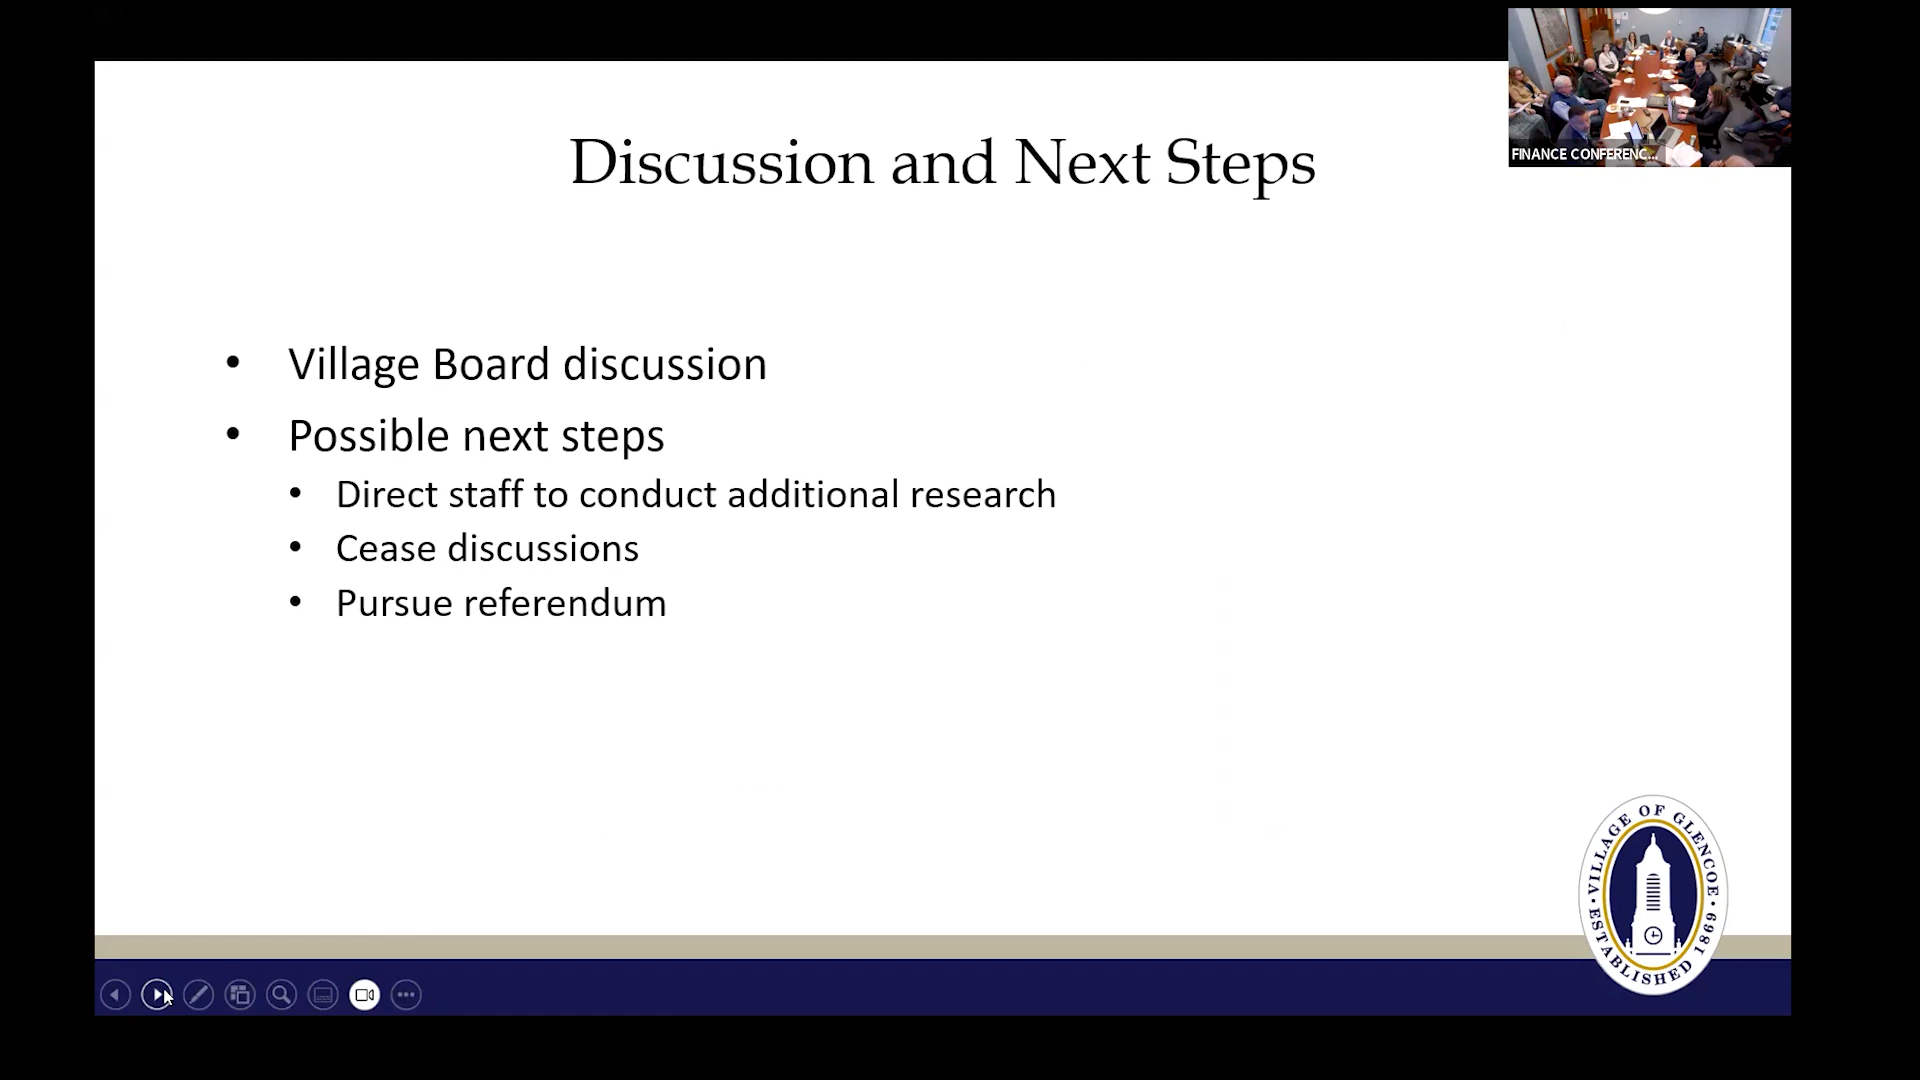 Discussion and Next Steps
FINANCE CONFERENC...
• Village Board discussion
• Possible next steps
• Direct staff to conduct additional research
• Cease discussions
• Pursue referendum
VILLAGE OF GLENCOE
• ESTABLISHED 1869 •